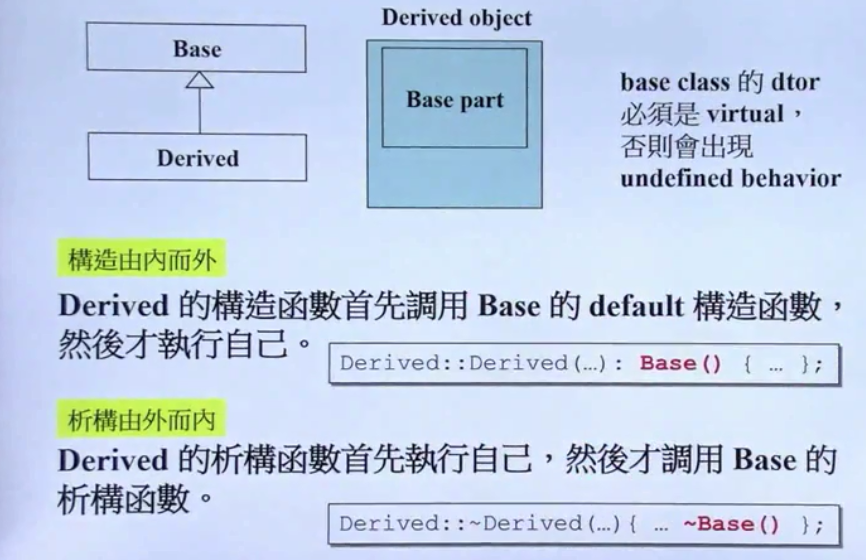 Base
Derived
Derived object
Base part
base class 的 dtor
必須是 virtual，
否則會出現
undefined behavior
構造由內而外
Derived 的構造函數首先調用 Base 的 default 構造函數，
然後才執行自己。
Derived::Derived(…): Base() { … };
析構由外而內
Derived 的析構函數首先執行自己，然後才調用 Base 的
析構函數。
Derived::~Derived(…){ … ~Base() };